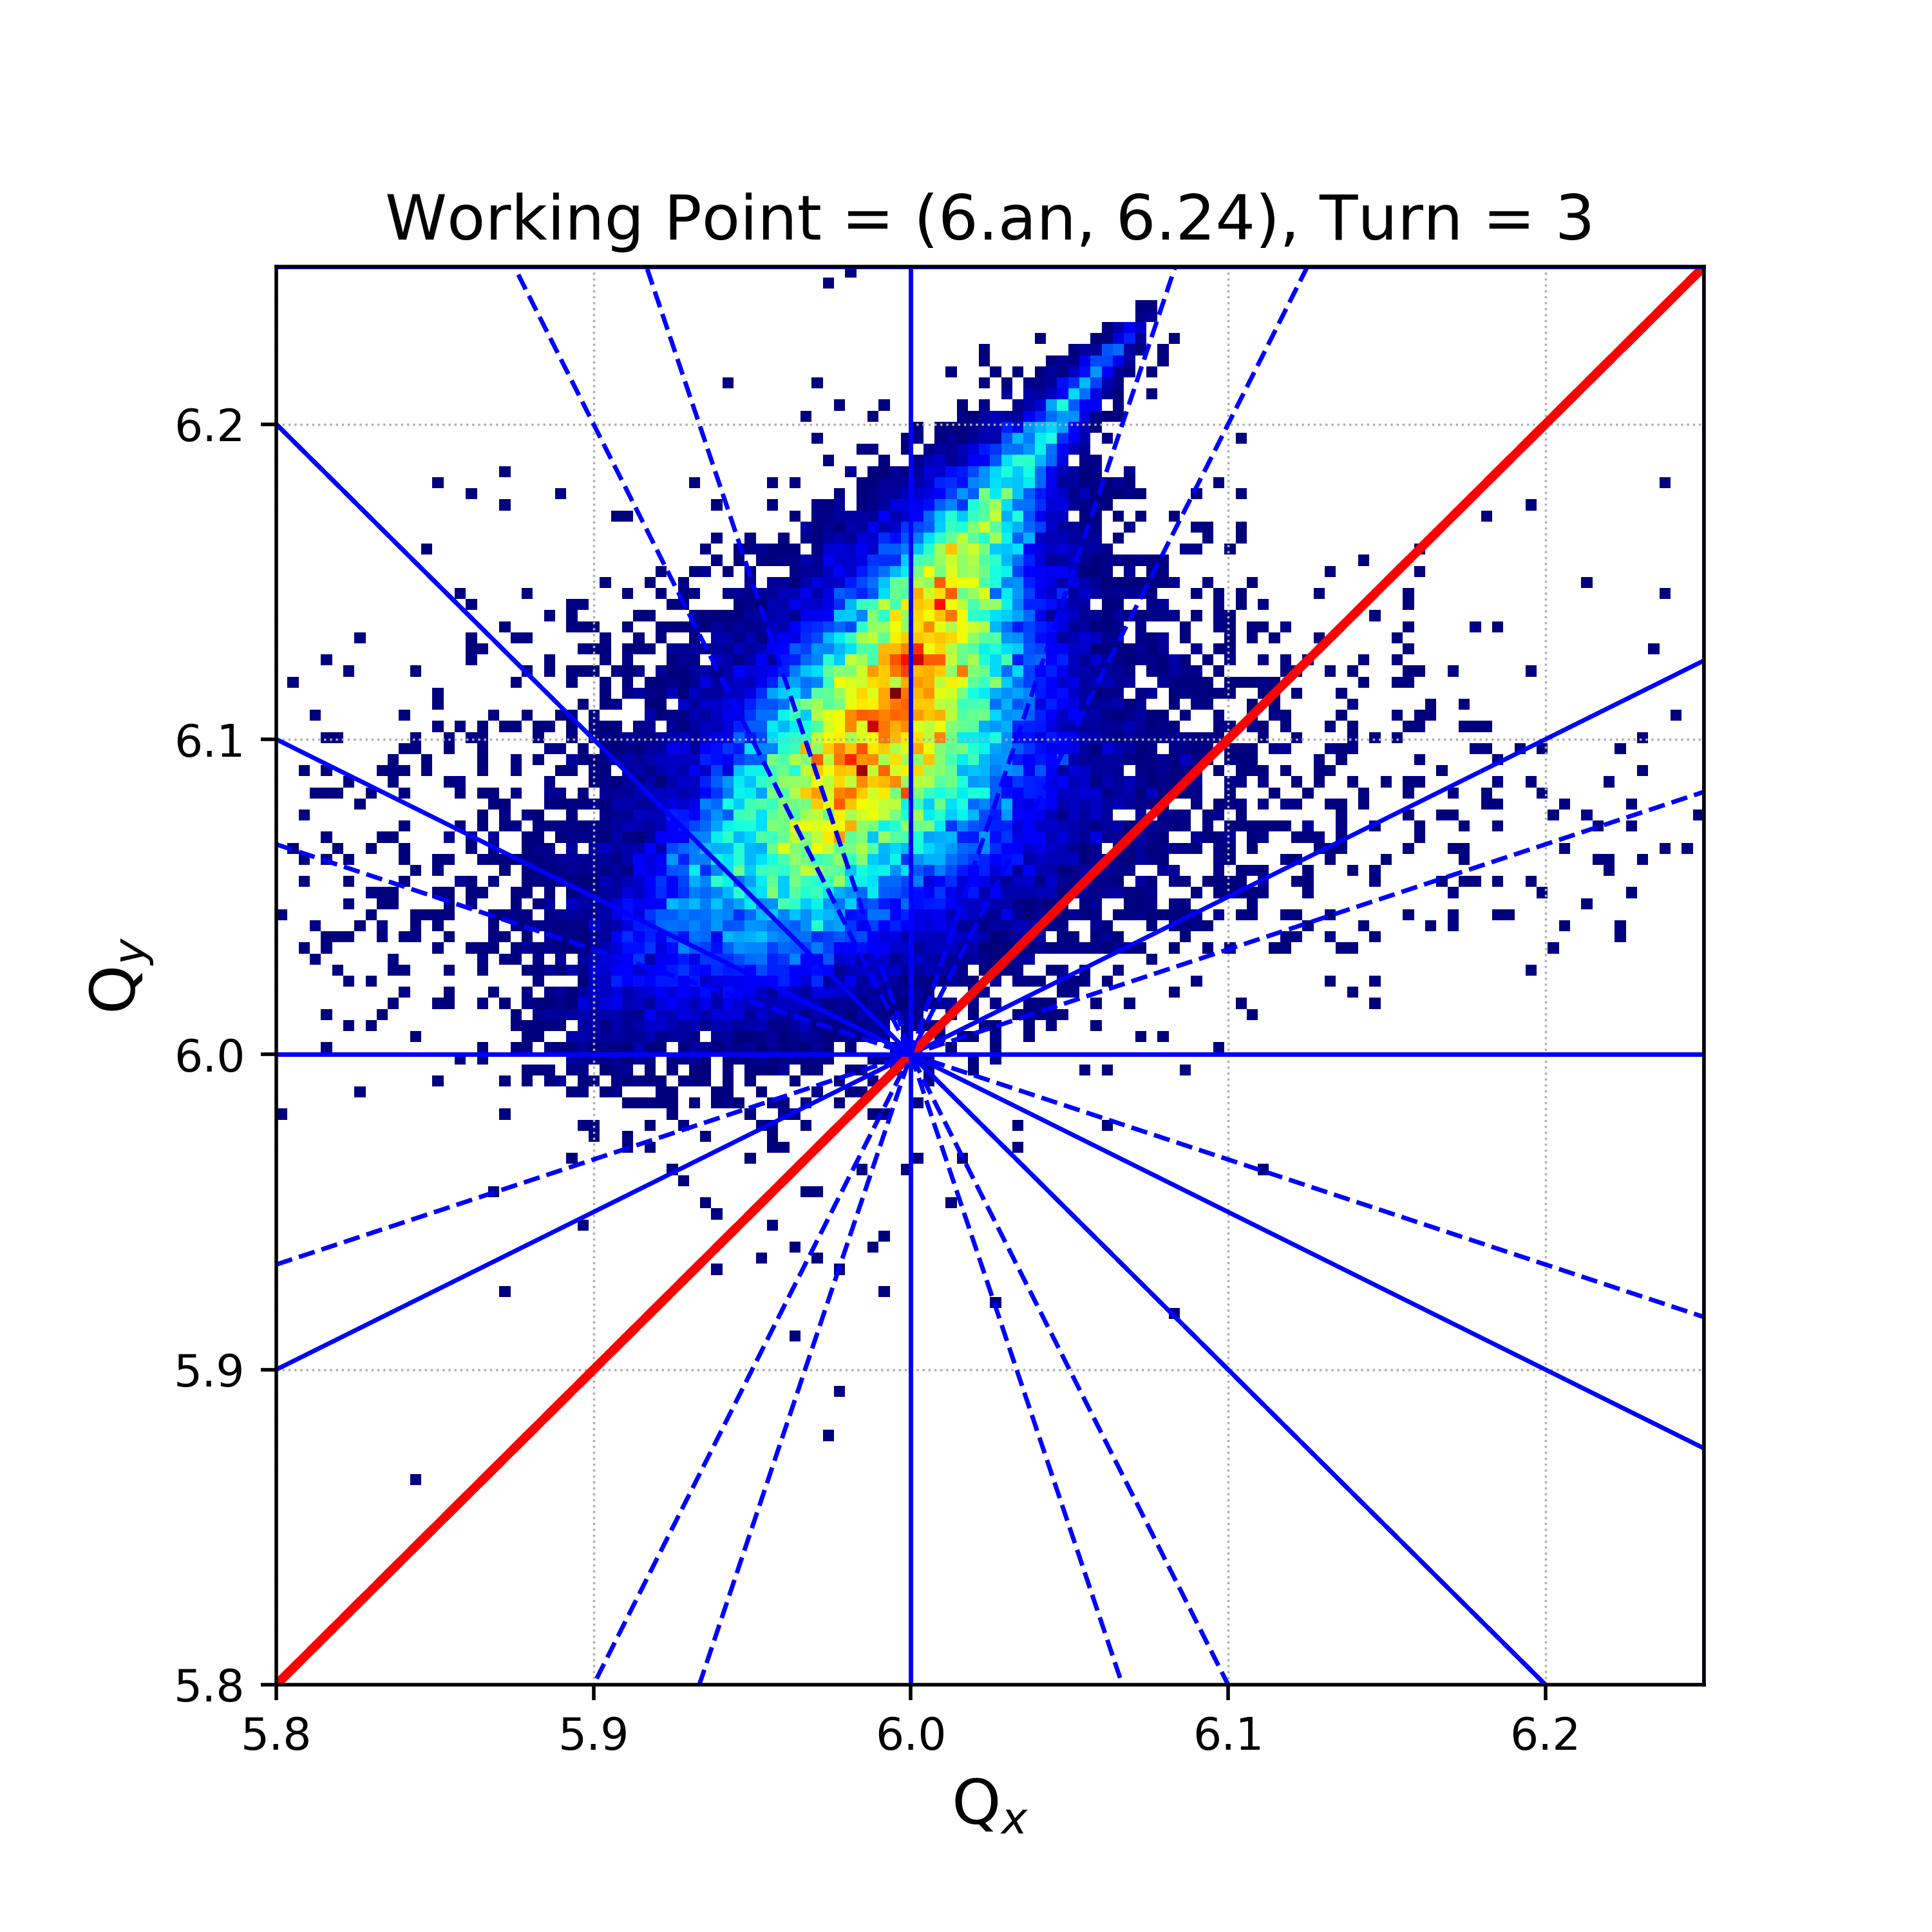 Working Point = (6.an, 6.24), Turn = 3
Qy
6.2
6.1
6.0
5.9
5.8
5.8 5.9 6.0 6.1 6.2
Qx